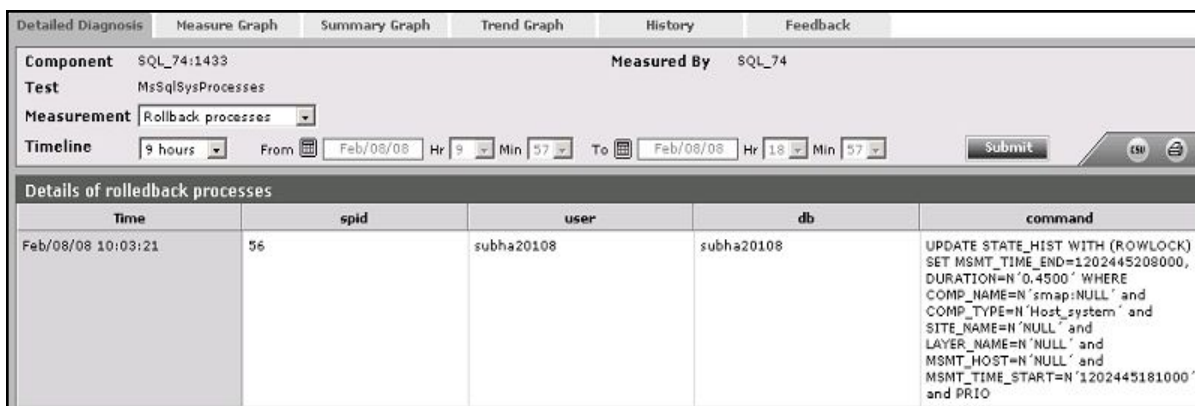 Detailed Diagnosis Measure Graph Summary Graph Trend Graph History Feedback
Component SQL_74:1433 Measured By SQL_74
Test MsSqlSysProcesses
Measurement Rollback processes
Timeline 9 hours From Feb/08/08 Hr 9 Min 57 To Feb/08/08 Hr 18 Min 57 Submit CSV
Details of rolledback processes
Time spid user db command
Feb/08/08 10:03:21 56 subha20108 subha20108 UPDATE STATE_HIST WITH (ROWLOCK)
SET MSMT_TIME_END=1202445208000,
DURATION=N´0.4500´ WHERE
COMP_NAME=N´smap:NULL´ and
COMP_TYPE=N´Host_system´ and
SITE_NAME=N´NULL´ and
LAYER_NAME=N´NULL´ and
MSMT_HOST=N´NULL´ and
MSMT_TIME_START=N´1202445181000´
and PRIO